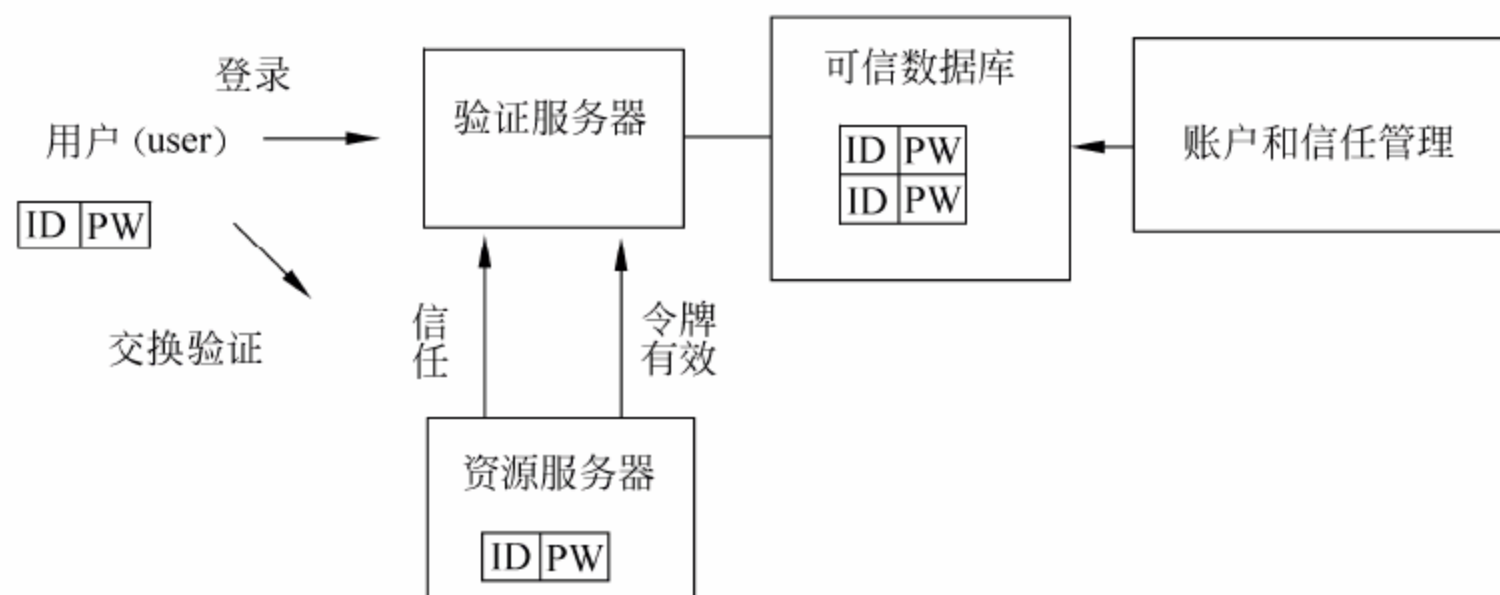 登录
用户(user)
ID PW
交换验证
验证服务器
信
任
令牌
有效
资源服务器
ID PW
可信数据库
ID PW
ID PW
账户和信任管理